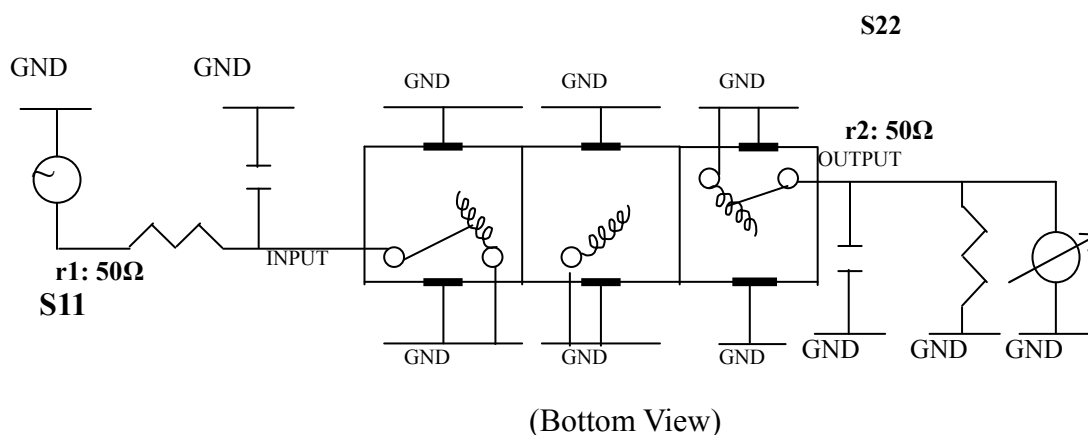 S22
GND
GND
GND
GND
GND
r2: 50Ω
OUTPUT
INPUT
r1: 50Ω
S11
GND
GND
GND
GND
GND
GND
(Bottom View)